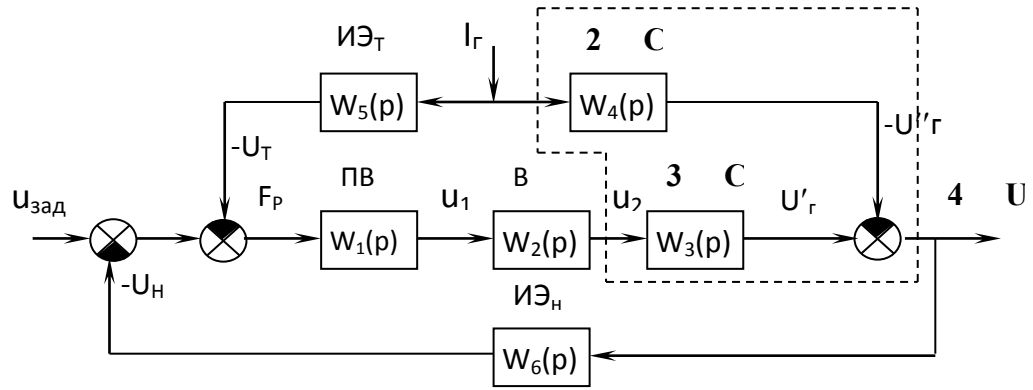 ИЭТ
Iг
2 С
W5(p)
W4(p)
-UТ
-U''г
uзад
FР
ПВ
u1
В
u2
3 С
U'г
4 U
W1(p)
W2(p)
W3(p)
-UН
ИЭн
W6(p)